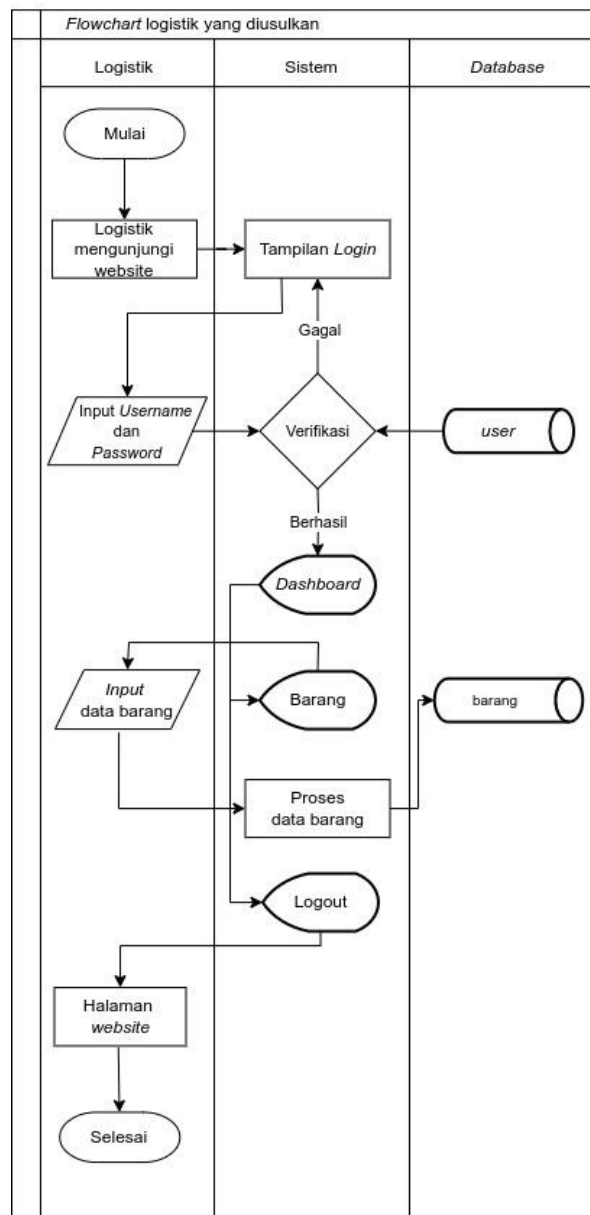 Flowchart logistik yang diusulkan
Logistik
Sistem
Database
Mulai
Logistik
mengunjungi
website
Tampilan Login
Gagal
Input Username
dan
Password
Verifikasi
user
Berhasil
Dashboard
Input
data barang
Barang
barang
Proses
data barang
Logout
Halaman
website
Selesai